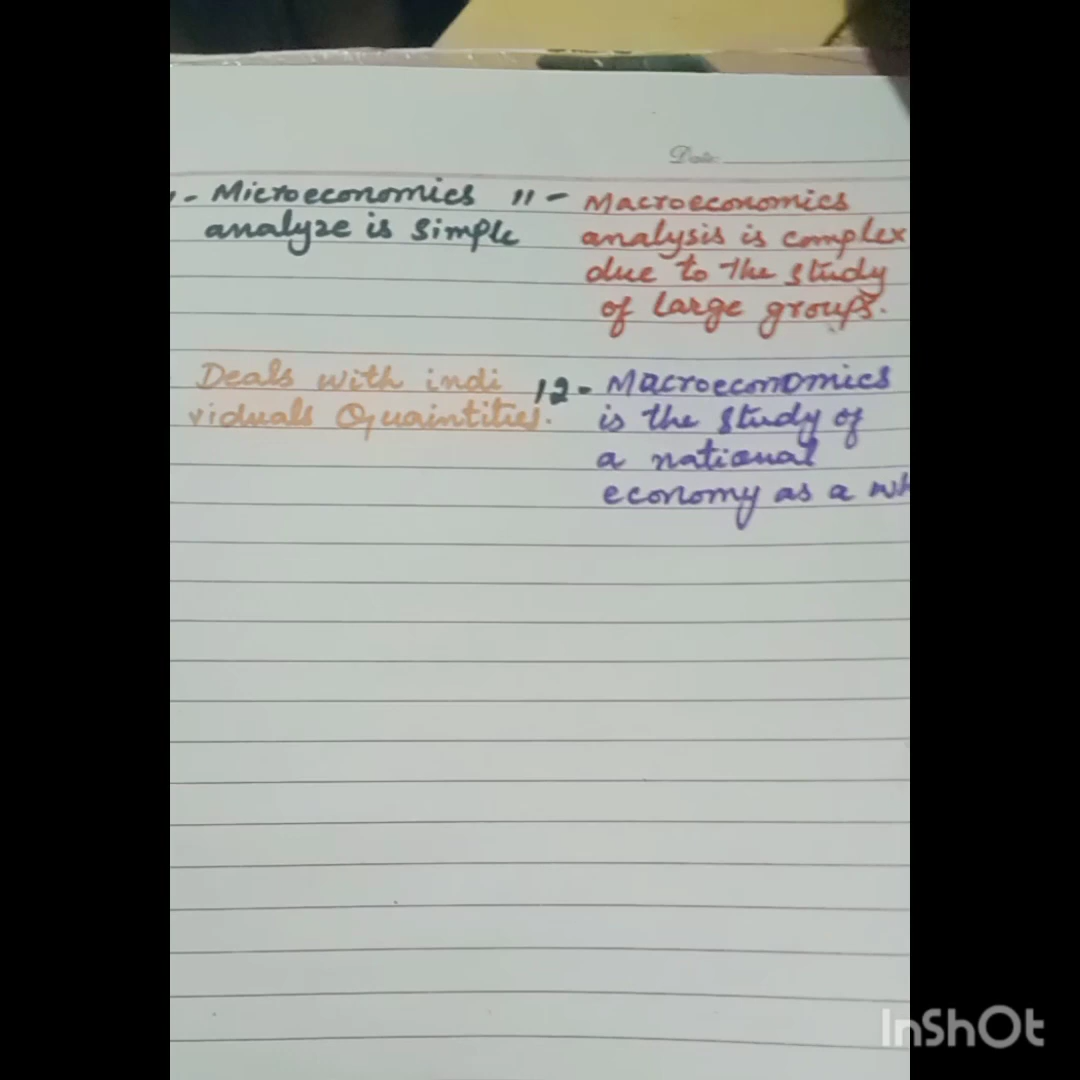 Date:
- Microeconomics
analyze is simple
11 - Macroeconomics
analysis is complex
due to the study
of large groups.
Deals with indi
viduals Quaintities.
12 - Macroeconomics
is the study of
a national
economy as a wh
InShOt